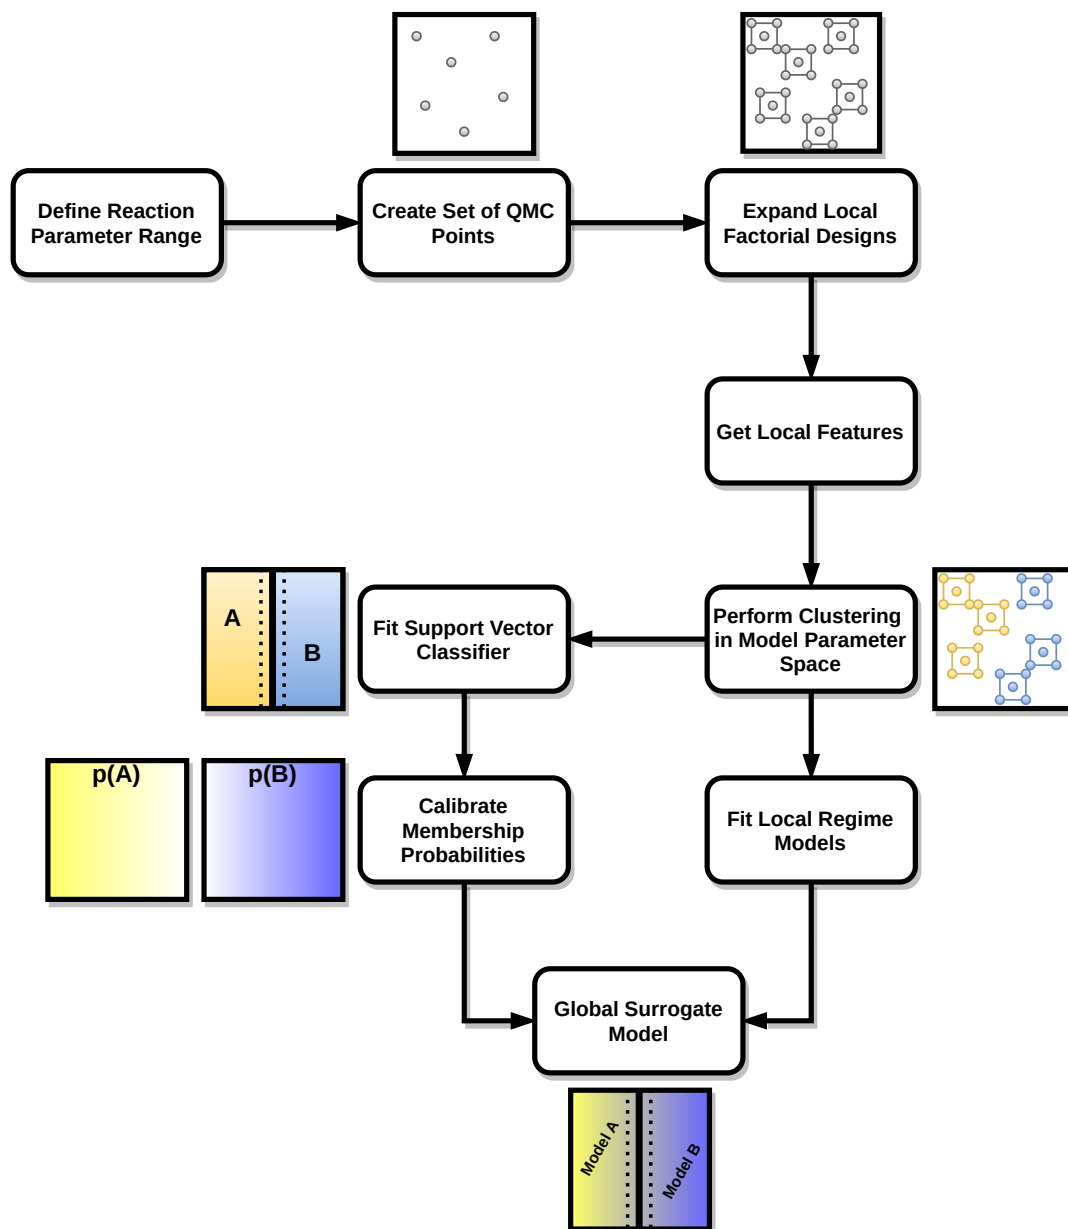 Define Reaction
Parameter Range
Create Set of QMC
Points
Expand Local
Factorial Designs
Get Local Features
Perform Clustering
in Model Parameter
Space
Fit Support Vector
Classifier
A
B
p(A)
p(B)
Calibrate
Membership
Probabilities
Fit Local Regime
Models
Global Surrogate
Model
Model A
Model B